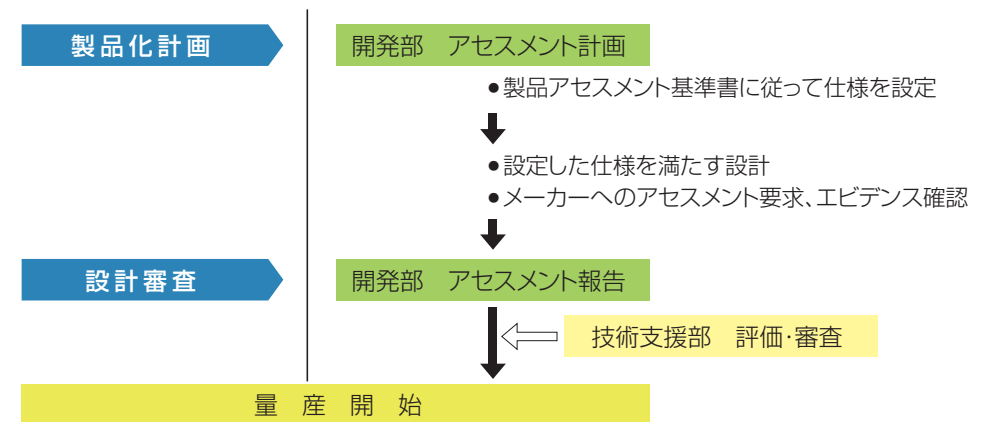 製品化計画
開発部　アセスメント計画
●製品アセスメント基準書に従って仕様を設定
●設定した仕様を満たす設計
●メーカーへのアセスメント要求、エビデンス確認
設計審査
開発部　アセスメント報告
技術支援部　評価・審査
量産開始